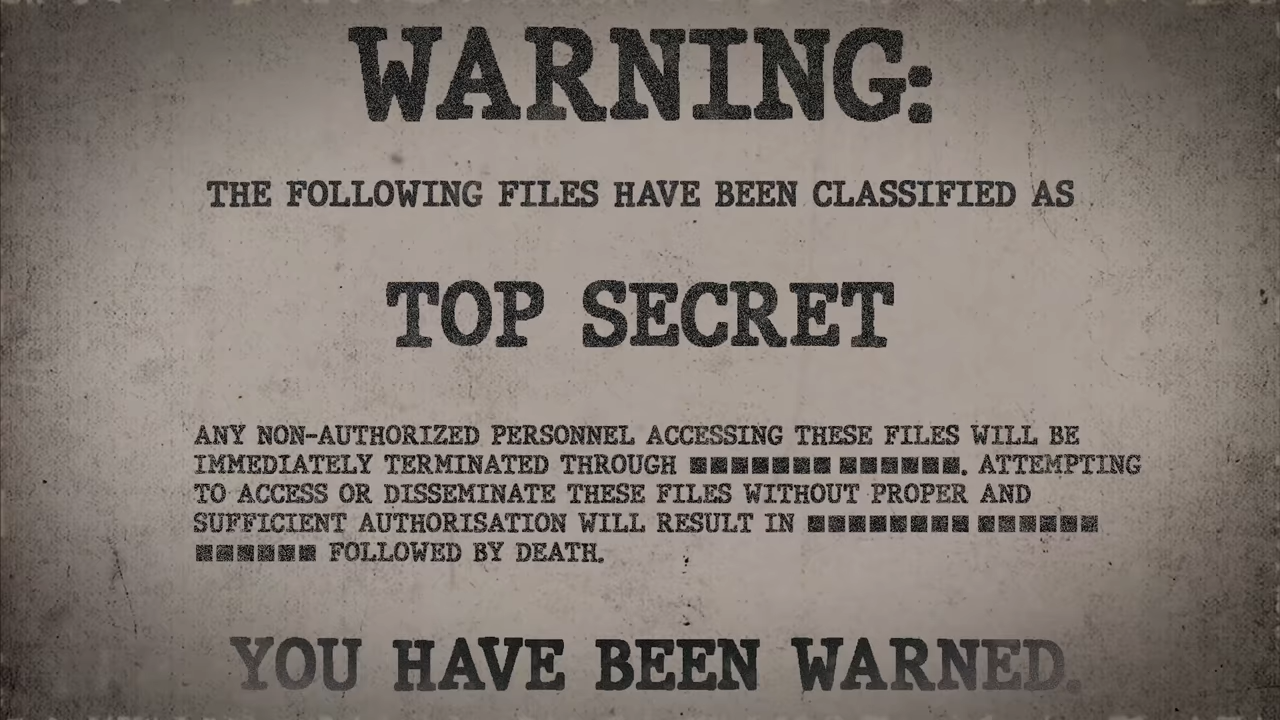 WARNING:
THE FOLLOWING FILES HAVE BEEN CLASSIFIED AS
TOP SECRET
ANY NON-AUTHORIZED PERSONNEL ACCESSING THESE FILES WILL BE
IMMEDIATELY TERMINATED THROUGH ■■■■■■■ ■■■■■■. ATTEMPTING
TO ACCESS OR DISSEMINATE THESE FILES WITHOUT PROPER AND
SUFFICIENT AUTHORISATION WILL RESULT IN ■■■■■■■■ ■■■■■■
■■■■■■ FOLLOWED BY DEATH.
YOU HAVE BEEN WARNED.